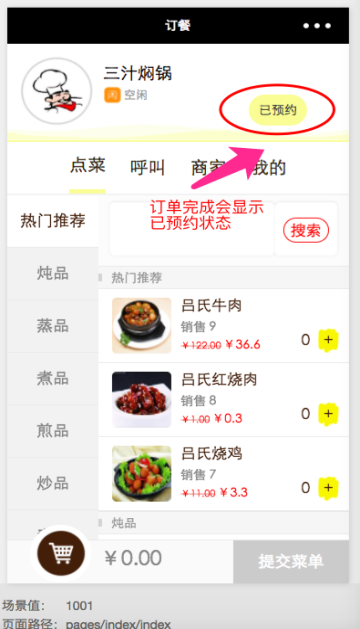 订餐
三汁焖锅
闲 空闲
已预约
点菜 呼叫 商家 我的
订单完成会显示
已预约状态
搜索
热门推荐
炖品
蒸品
煮品
煎品
炒品
热门推荐
吕氏牛肉
销售 9
￥122.00 ￥36.6
0 +
吕氏红烧肉
销售 8
￥1.00 ￥0.3
0 +
吕氏烧鸡
销售 7
￥11.00 ￥3.3
0 +
炖品
￥0.00
提交菜单
场景值： 1001
页面路径： pages/index/index